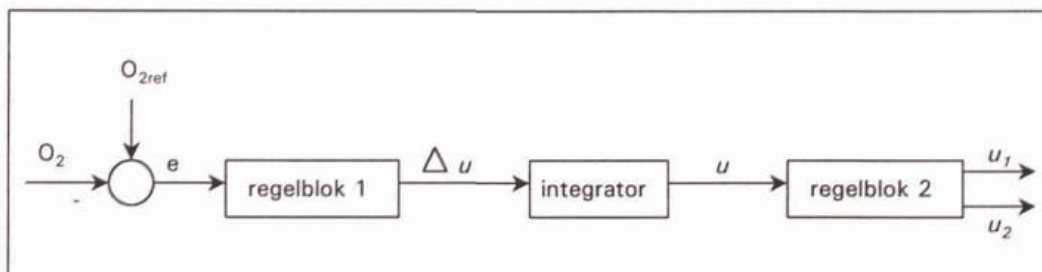 O₂ref
O₂
-
e
regelblok 1
Δ u
integrator
u
regelblok 2
u₁
u₂